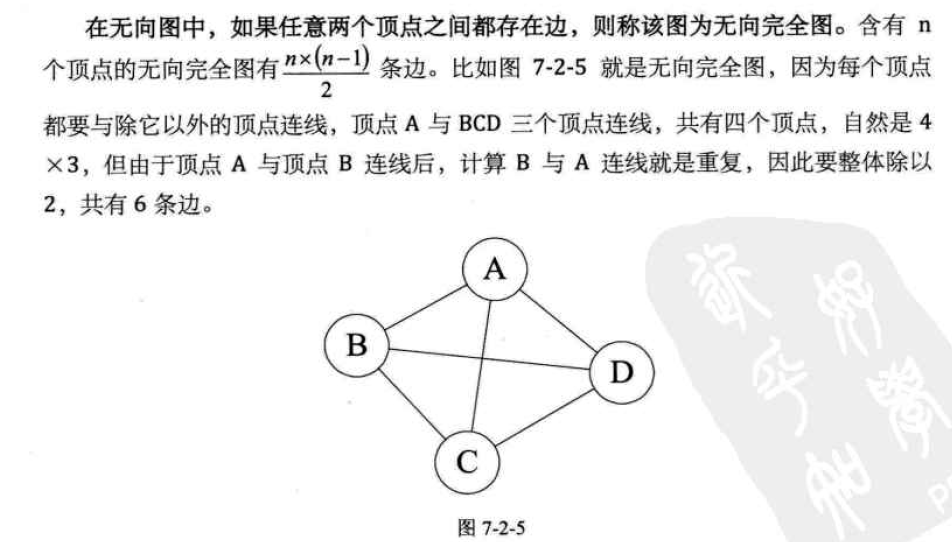 在无向图中，如果任意两个顶点之间都存在边，则称该图为无向完全图。含有 n
个顶点的无向完全图有 n×(n−1)/2 条边。比如图 7-2-5 就是无向完全图，因为每个顶点
都要与除它以外的顶点连线，顶点 A 与 BCD 三个顶点连线，共有四个顶点，自然是 4
×3，但由于顶点 A 与顶点 B 连线后，计算 B 与 A 连线就是重复，因此要整体除以
2，共有 6 条边。
A
B
D
C
图 7-2-5